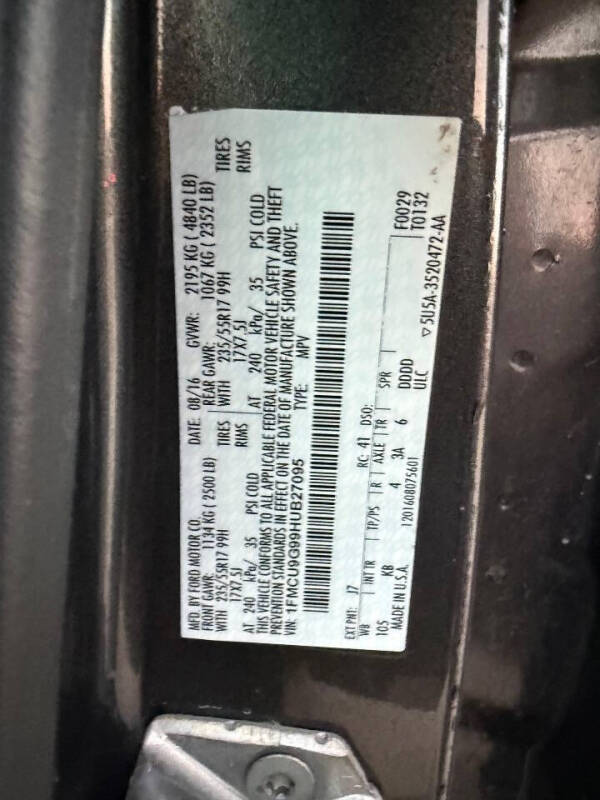 MFD. BY FORD MOTOR CO.
DATE: 08/16 GVWR: 2195 KG ( 4840 LB)
FRONT GAWR: 1134 KG ( 2500 LB) REAR GAWR: 1067 KG ( 2352 LB)
WITH 235/55R17 99H TIRES WITH 235/55R17 99H TIRES
17X7.5J RIMS 17X7.5J RIMS
AT 240 kPa/ 35 PSI COLD AT 240 kPa/ 35 PSI COLD
THIS VEHICLE CONFORMS TO ALL APPLICABLE FEDERAL MOTOR VEHICLE SAFETY AND THEFT
PREVENTION STANDARDS IN EFFECT ON THE DATE OF MANUFACTURE SHOWN ABOVE.
VIN: 1FMCU9G99HUB27095 TYPE: MPV
EXT PNT: J7 RC: 41 DSO: F0029
WB INT TR TP/PS R AXLE TR SPR T0132
105 KB 4 3A 6 DDDD
MADE IN U.S.A. 1201608075601 ULC
▽5U5A-3520472-AA